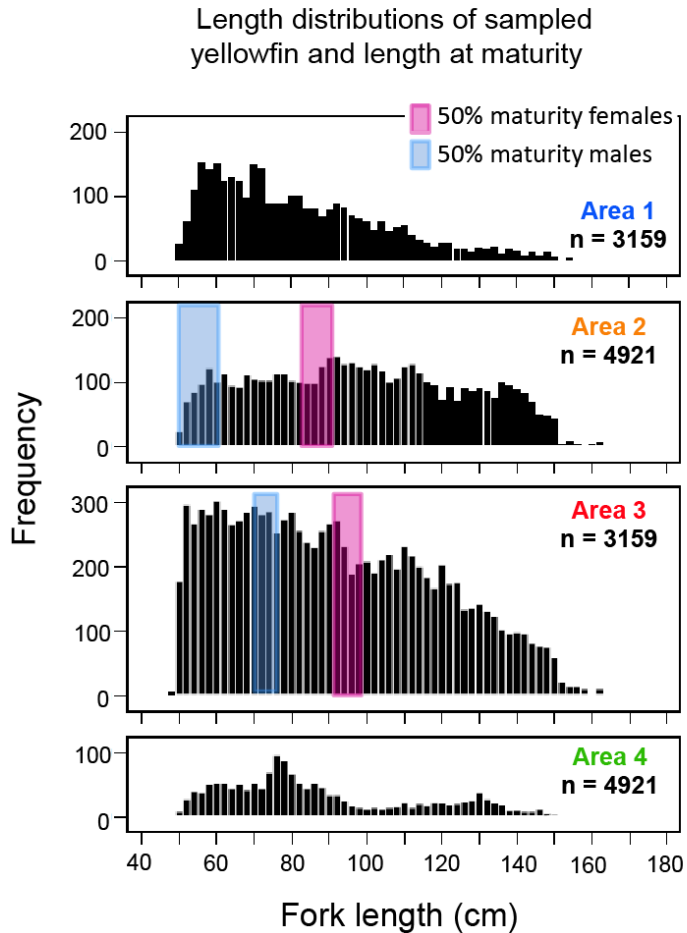 Length distributions of sampled
yellowfin and length at maturity
50% maturity females
50% maturity males
200
100
0
Area 1
n = 3159
200
100
0
Area 2
n = 4921
300
200
100
0
Area 3
n = 3159
100
0
Area 4
n = 4921
Frequency
40 60 80 100 120 140 160 180
Fork length (cm)